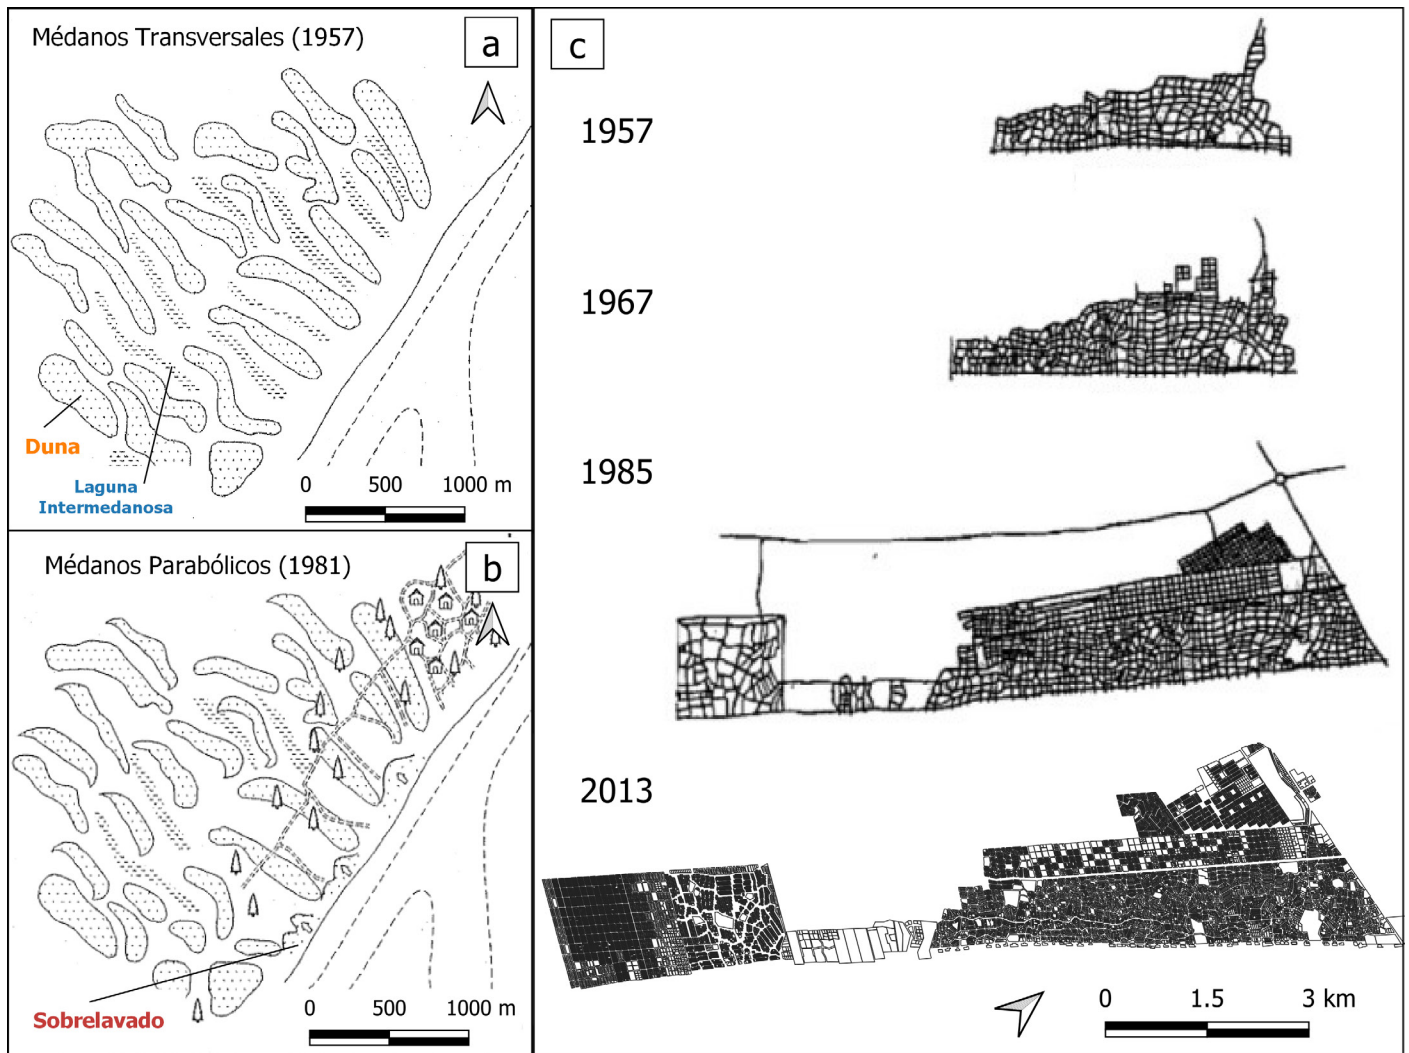 Médanos Transversales (1957)
a
Duna
Laguna
Intermedanosa
0 500 1000 m
Médanos Parabólicos (1981)
b
Sobrelavado
0 500 1000 m
c
1957
1967
1985
2013
0 1.5 3 km